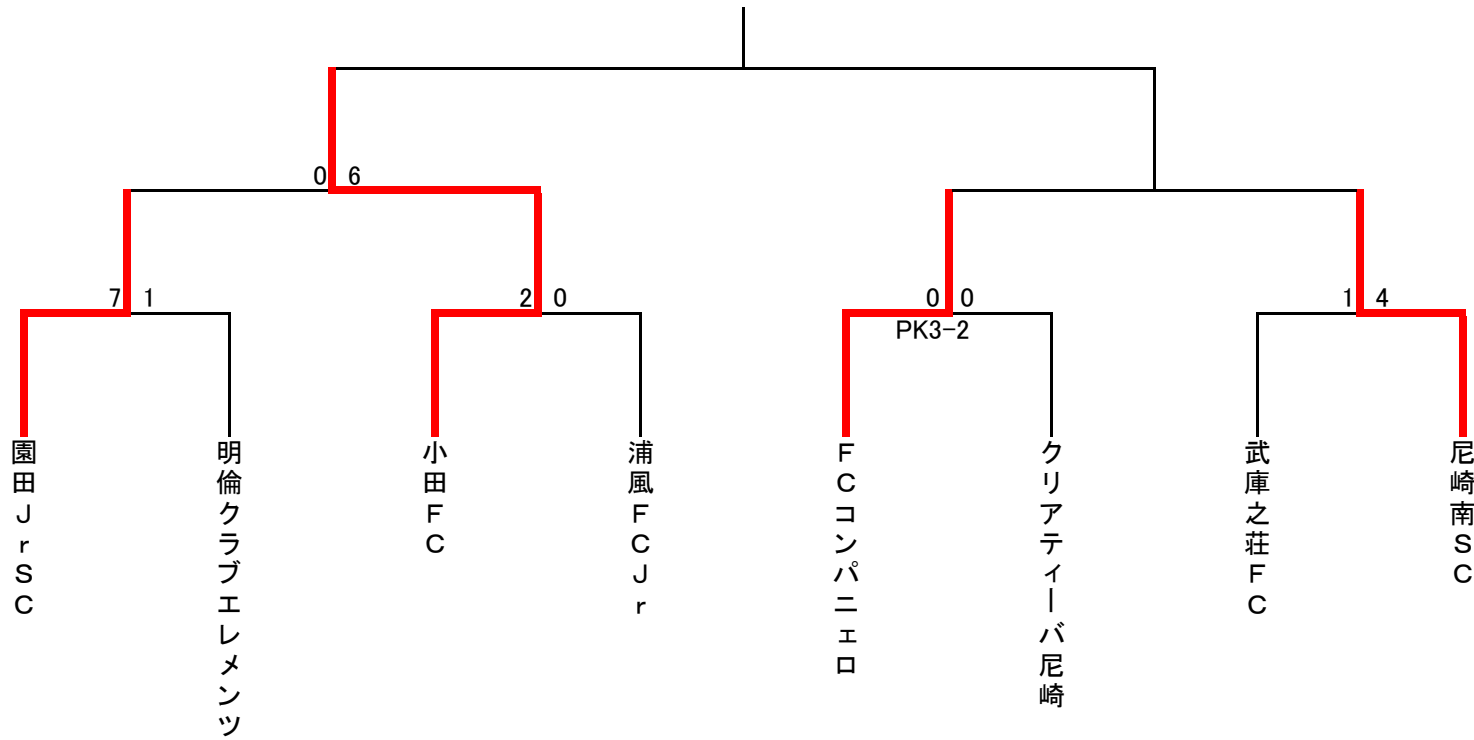 0 6
7 1
2 0
0 0
1 4
PK3-2
園田JrSC
明倫クラブエレメンツ
小田FC
浦風FCJr
FCコンパニェロ
クリアティーバ尼崎
武庫之荘FC
尼崎南SC